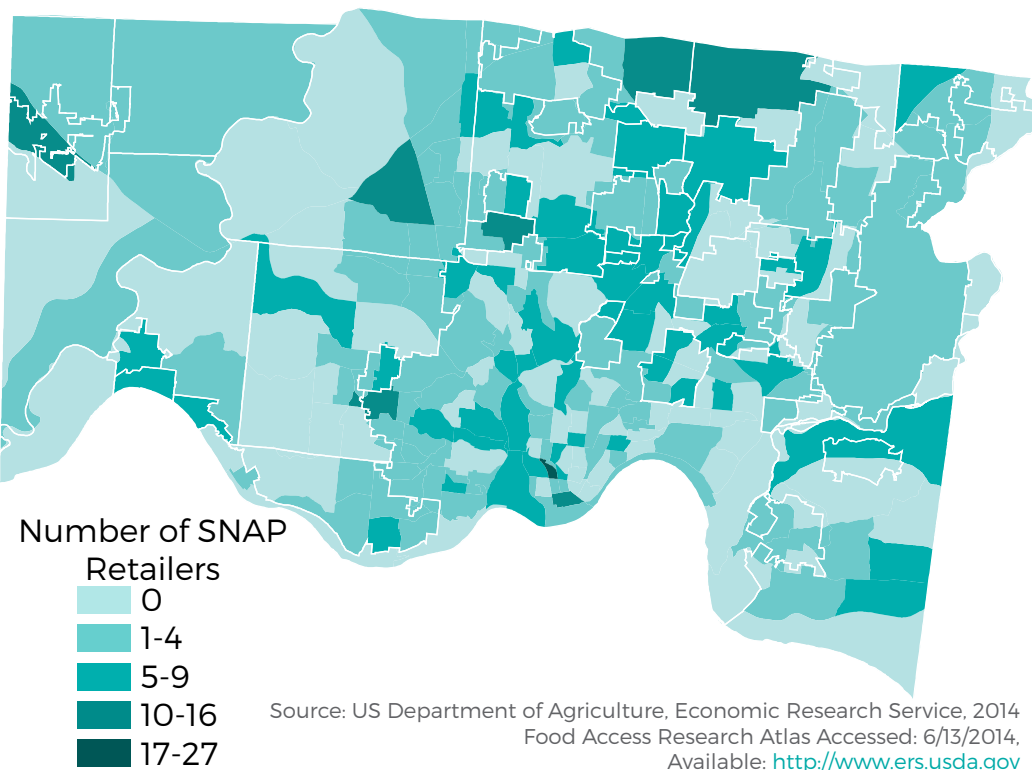 Number of SNAP
Retailers
0
1-4
5-9
10-16
17-27
Source: US Department of Agriculture, Economic Research Service, 2014
Food Access Research Atlas Accessed: 6/13/2014,
Available: http://www.ers.usda.gov